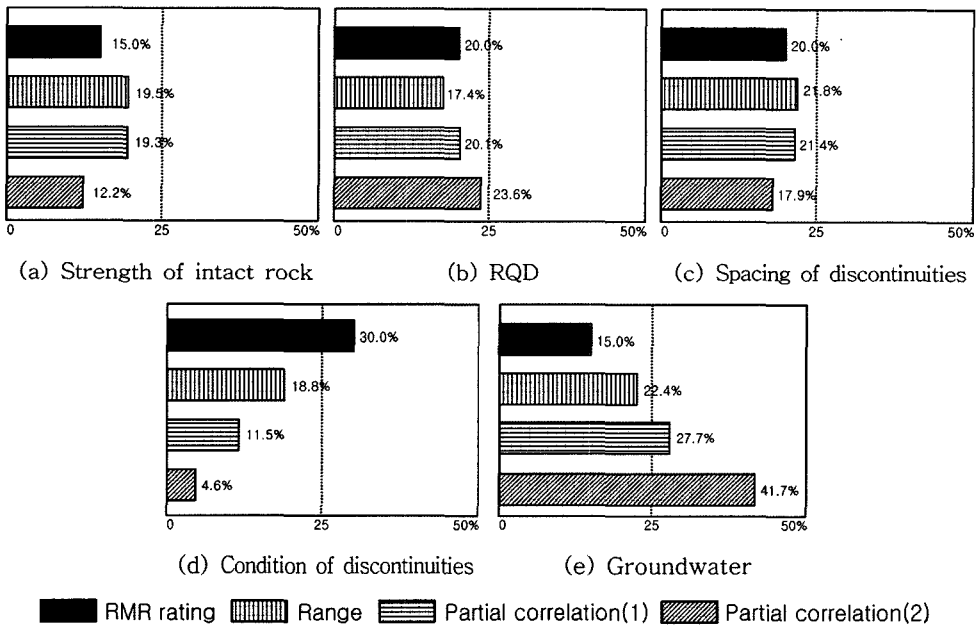 15.0%
19.5%
19.3%
12.2%
0 25 50%
(a) Strength of intact rock
20.0%
17.4%
20.1%
23.6%
0 25 50%
(b) RQD
20.0%
21.8%
21.4%
17.9%
0 25 50%
(c) Spacing of discontinuities
30.0%
18.8%
11.5%
4.6%
0 25 50%
(d) Condition of discontinuities
15.0%
22.4%
27.7%
41.7%
0 25 50%
(e) Groundwater
RMR rating Range Partial correlation(1) Partial correlation(2)